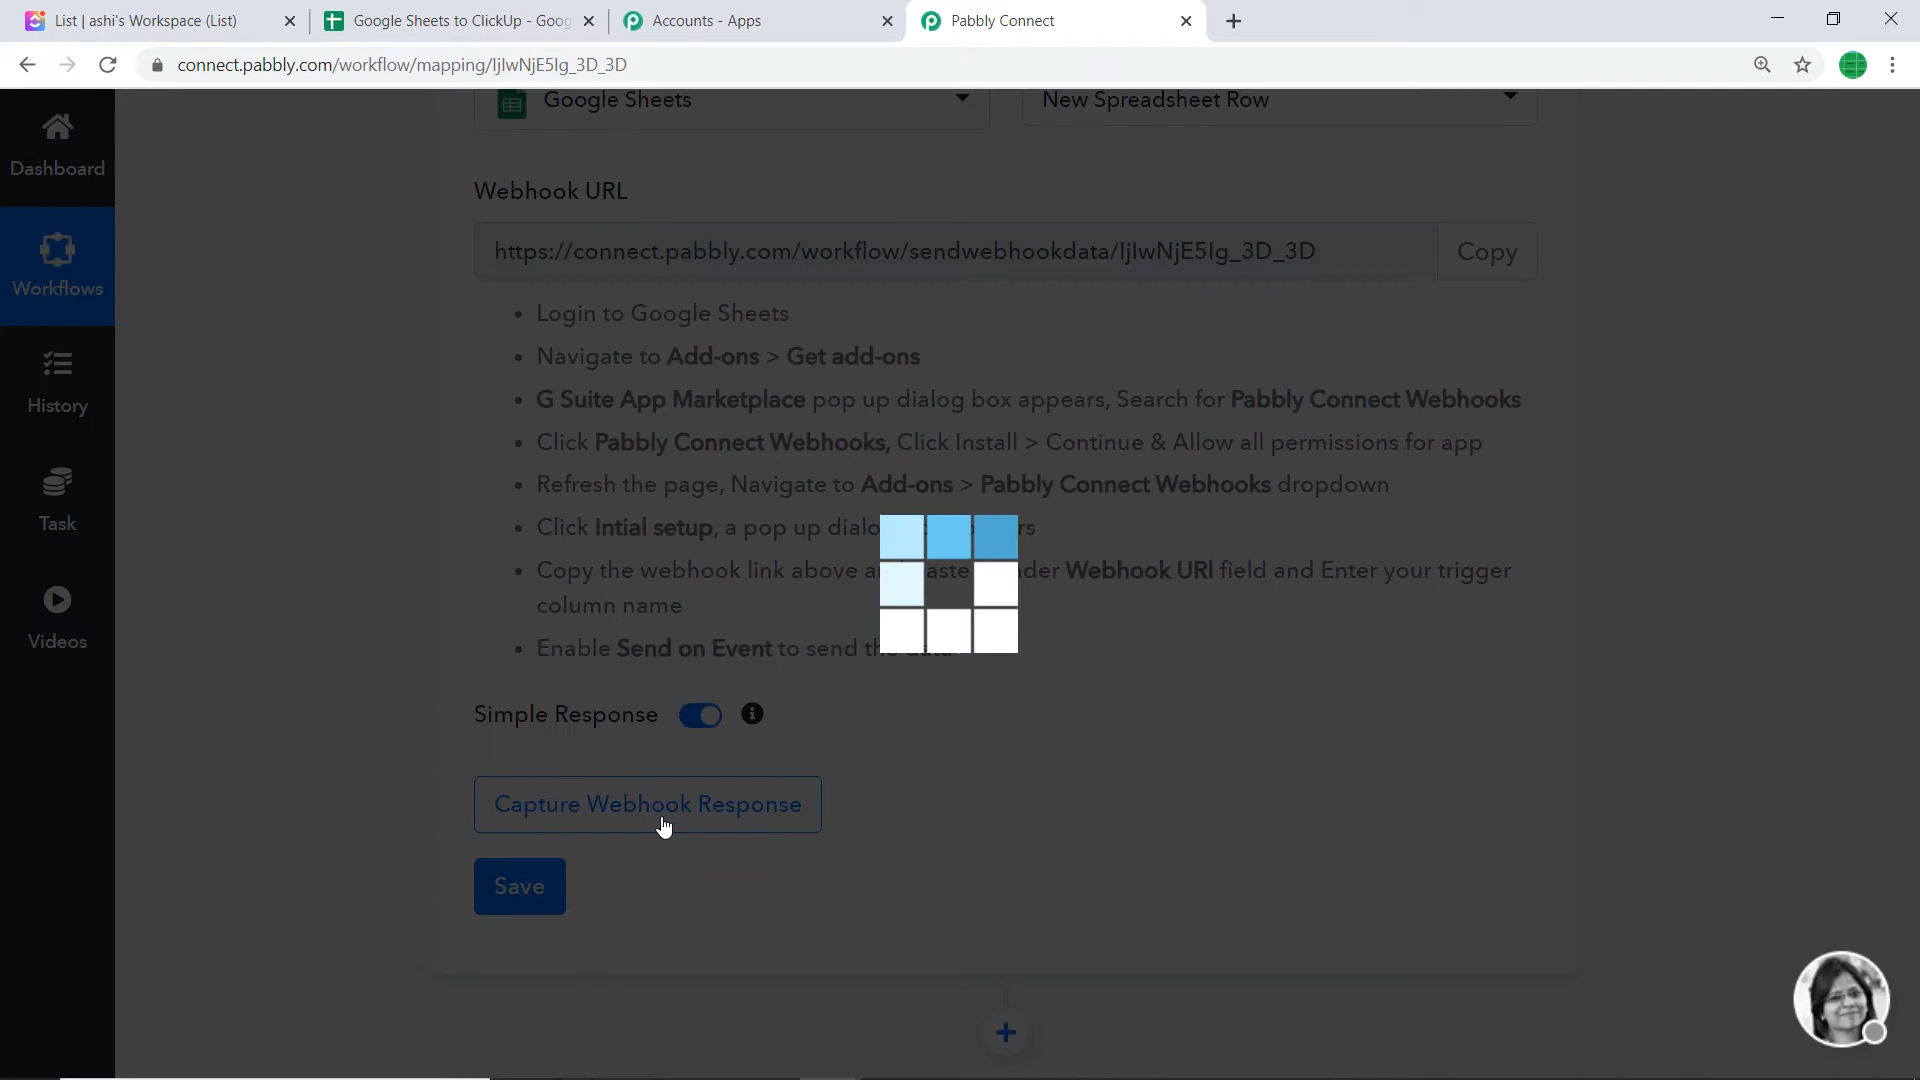 List | ashi's Workspace (List)
Google Sheets to ClickUp - Goog
Accounts - Apps
Pabbly Connect
connect.pabbly.com/workflow/mapping/IjIwNjE5Ig_3D_3D
Google Sheets
New Spreadsheet Row
Dashboard
Workflows
History
Task
Videos
Webhook URL
https://connect.pabbly.com/workflow/sendwebhookdata/IjIwNjE5Ig_3D_3D
Copy
• Login to Google Sheets
• Navigate to Add-ons > Get add-ons
• G Suite App Marketplace pop up dialog box appears, Search for Pabbly Connect Webhooks
• Click Pabbly Connect Webhooks, Click Install > Continue & Allow all permissions for app
• Refresh the page, Navigate to Add-ons > Pabbly Connect Webhooks dropdown
• Click Intial setup, a pop up
• Copy the webhook link above Webhook URl field and Enter your trigger
column name
• Enable Send on Event to send
Simple Response
Capture Webhook Response
Save